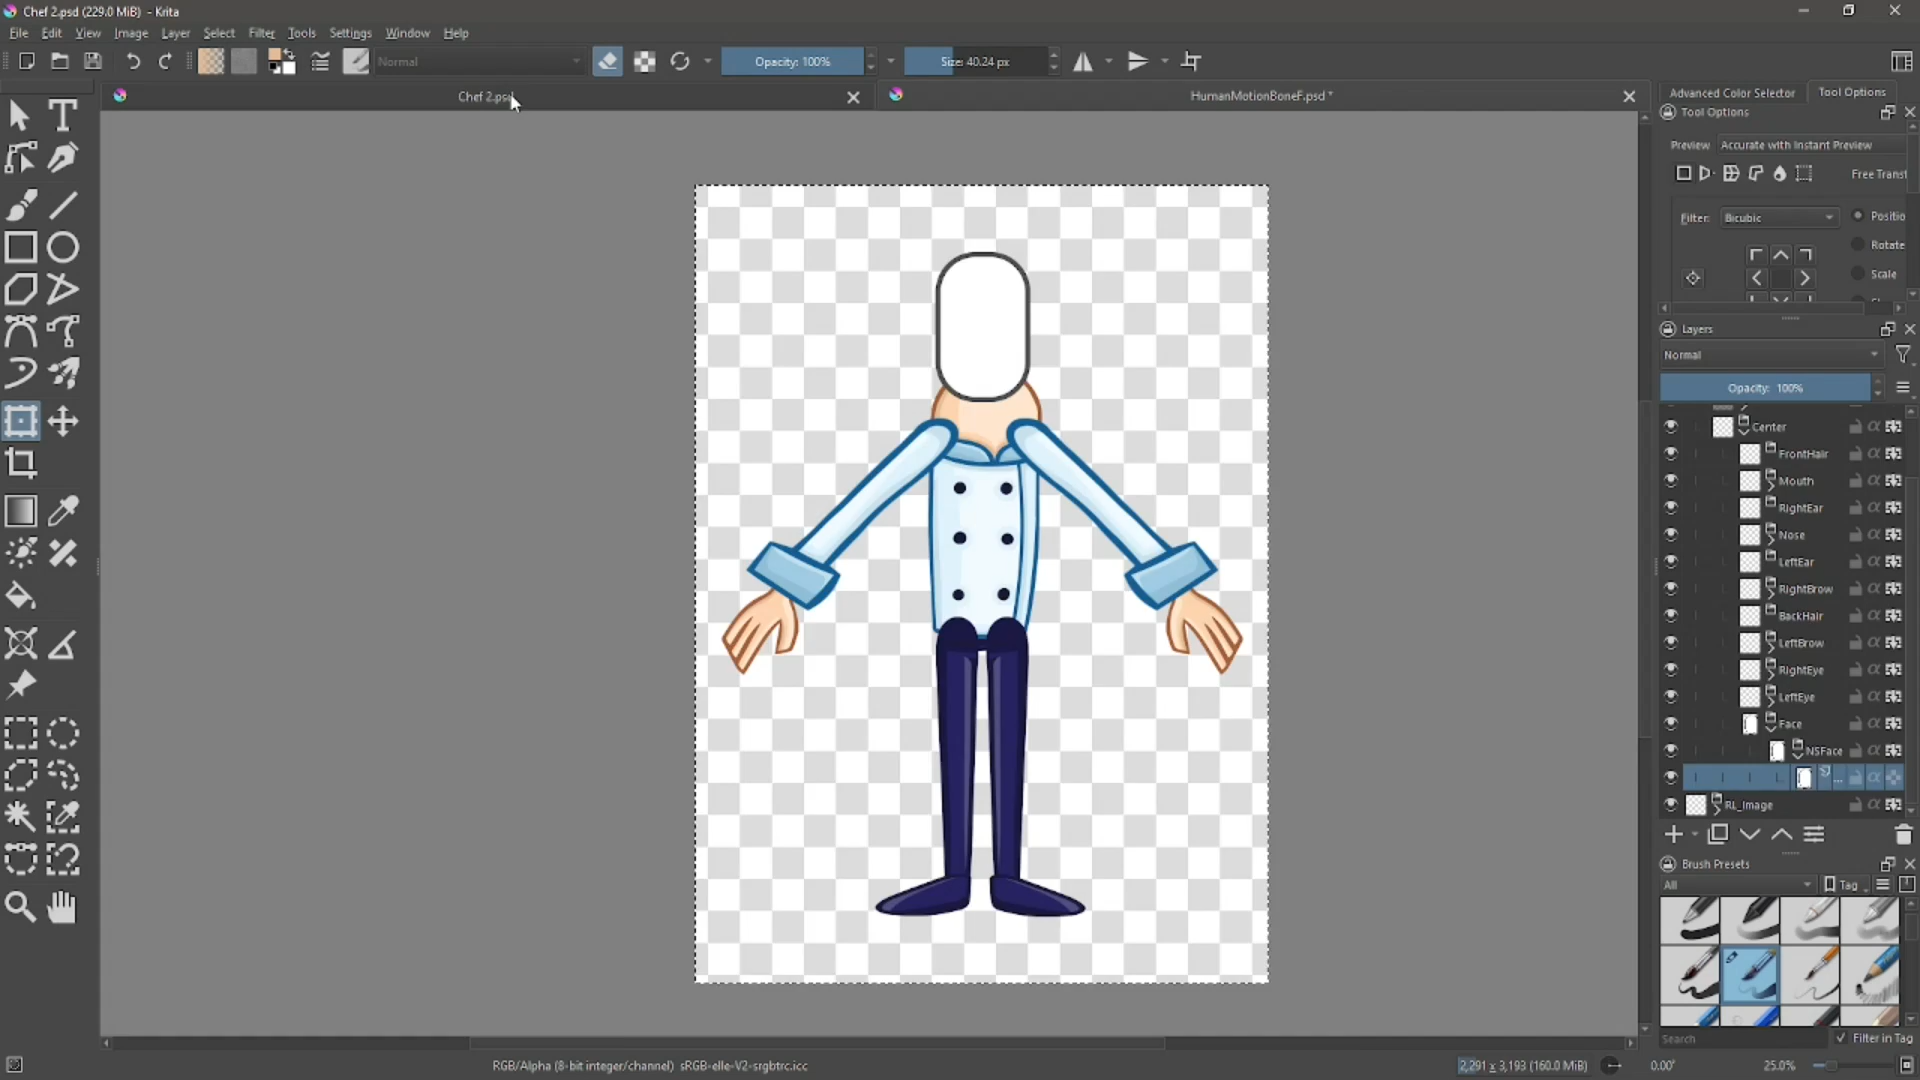 Chef 2.psd (229.0 MiB) - Krita
File Edit View Image Layer Select Filter Tools Settings Window Help
Normal
Opacity: 100%
Size: 40.24 px
Chef 2.psd
HumanMotionBoneF.psd *
Advanced Color Selector
Tool Options
Tool Options
Preview Accurate with Instant Preview
Free Transf
Filter: Bicubic
Positio
Rotate
Scale
Layers
Normal
Opacity: 100%
Center
FrontHair
Mouth
RightEar
Nose
LeftEar
RightBrow
BackHair
LeftBrow
RightEye
LeftEye
Face
NSFace
...
RL_Image
Brush Presets
All
Tag
Search
Filter in Tag
RGB/Alpha (8-bit integer/channel) sRGB-elle-V2-srgbtrc.icc
2,291 x 3,193 (160.0 MiB)
0.00°
25.0%